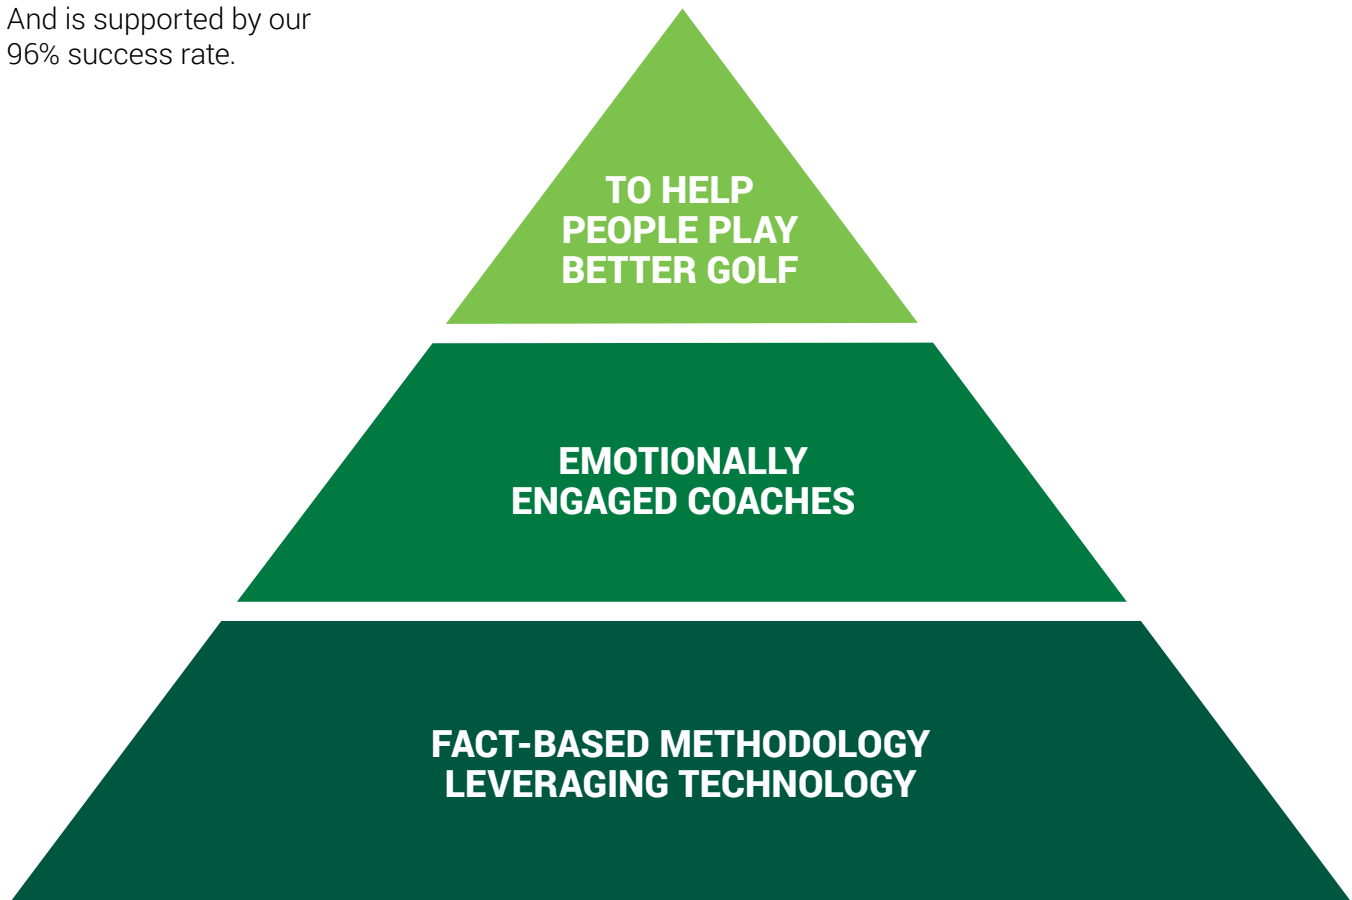 And is supported by our
96% success rate.
TO HELP
PEOPLE PLAY
BETTER GOLF
EMOTIONALLY
ENGAGED COACHES
FACT-BASED METHODOLOGY
LEVERAGING TECHNOLOGY